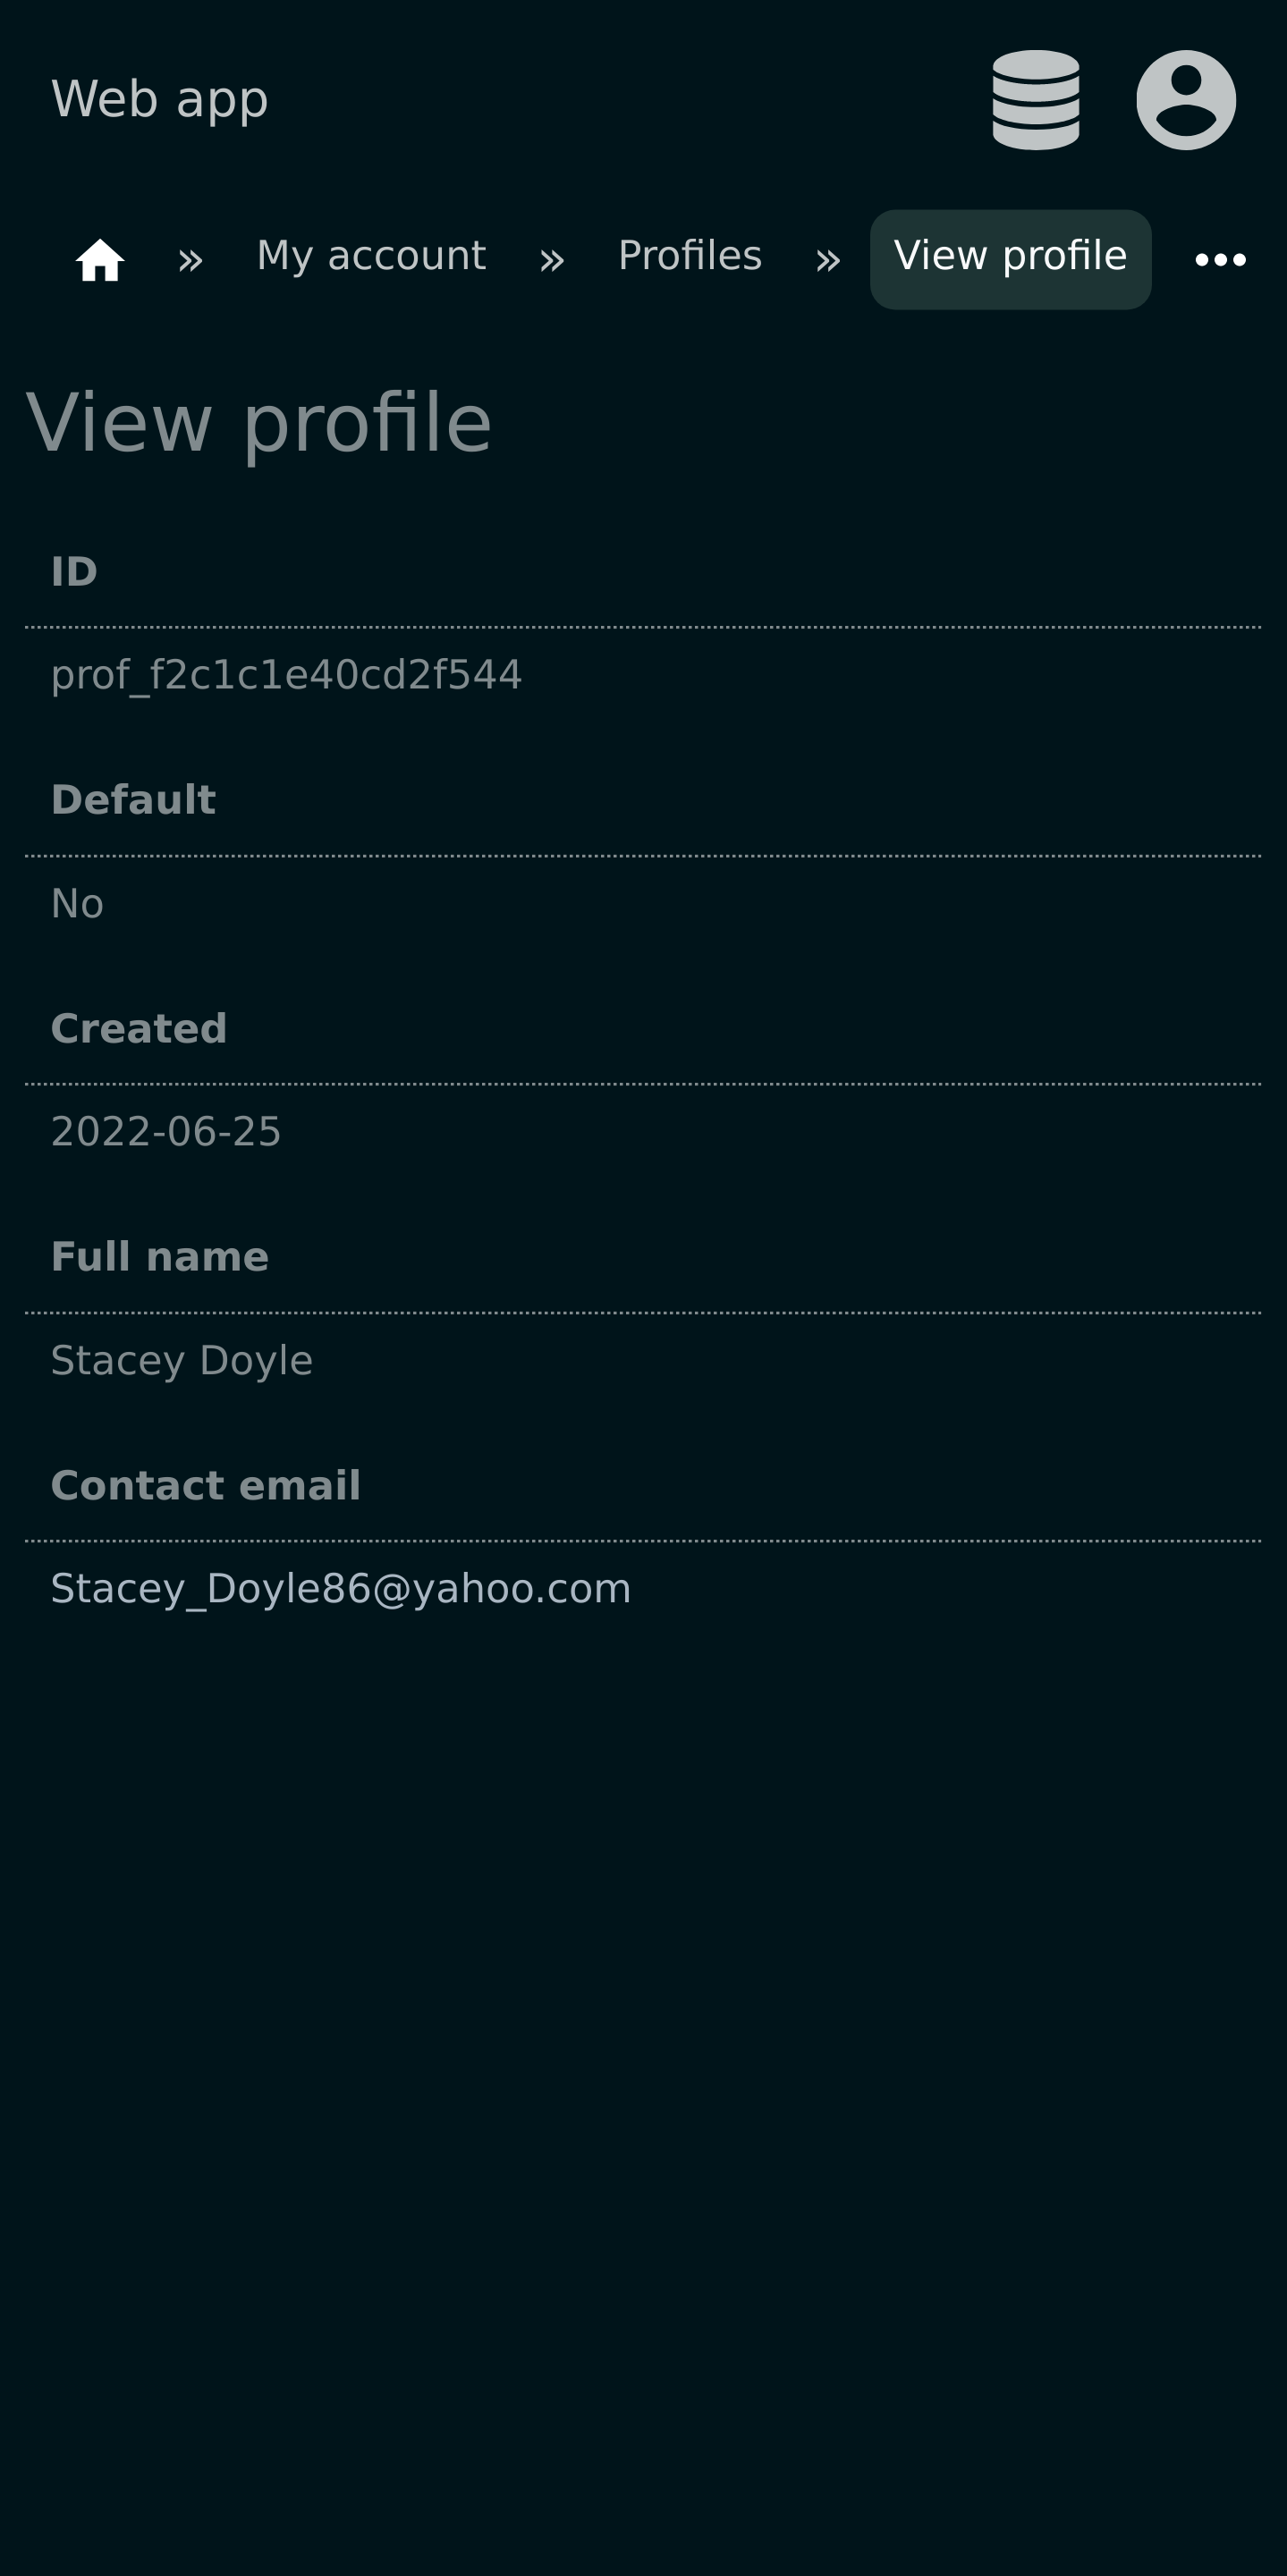 Web app
» My account » Profiles » View profile
View profile
ID
prof_f2c1c1e40cd2f544
Default
No
Created
2022-06-25
Full name
Stacey Doyle
Contact email
Stacey_Doyle86@yahoo.com